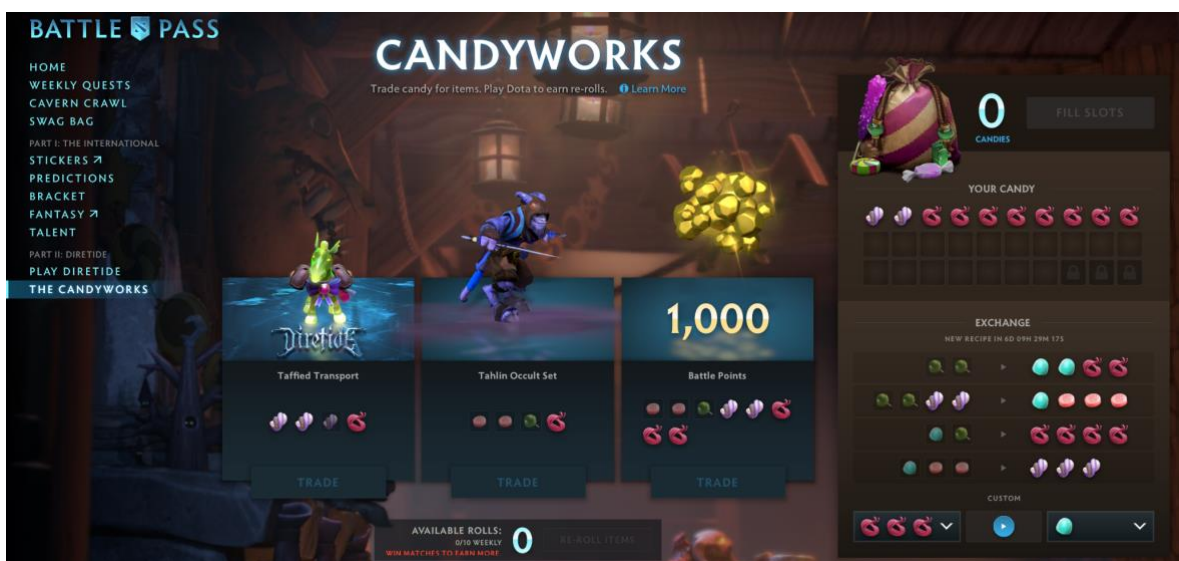 BATTLE PASS
HOME
WEEKLY QUESTS
CAVERN CRAWL
SWAG BAG
PART I: THE INTERNATIONAL
STICKERS
PREDICTIONS
BRACKET
FANTASY
TALENT
PART II: DIRETIDE
PLAY DIRETIDE
THE CANDYWORKS
CANDYWORKS
Trade candy for items. Play Dota to earn re-rolls. Learn More
Diretide
Taffied Transport
TRADE
Tahlin Occult Set
TRADE
1,000
Battle Points
TRADE
AVAILABLE ROLLS:
0/10 WEEKLY
WIN MATCHES TO EARN MORE.
0
RE-ROLL ITEMS
0
CANDIES
FILL SLOTS
YOUR CANDY
EXCHANGE
NEW RECIPE IN 6D 09H 29M 17S
CUSTOM